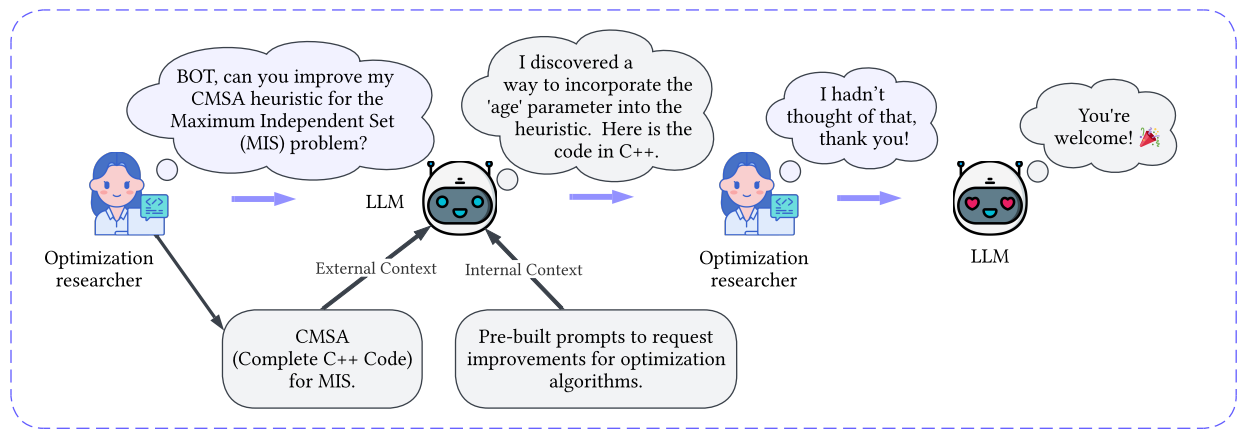 BOT, can you improve my
CMSA heuristic for the
Maximum Independent Set
(MIS) problem?
I discovered a
way to incorporate the
'age' parameter into the
heuristic.  Here is the
code in C++.
I hadn't
thought of that,
thank you!
You're
welcome! 🎉
LLM
Optimization
researcher
Optimization
researcher
LLM
External Context
Internal Context
CMSA
(Complete C++ Code)
for MIS.
Pre-built prompts to request
improvements for optimization
algorithms.